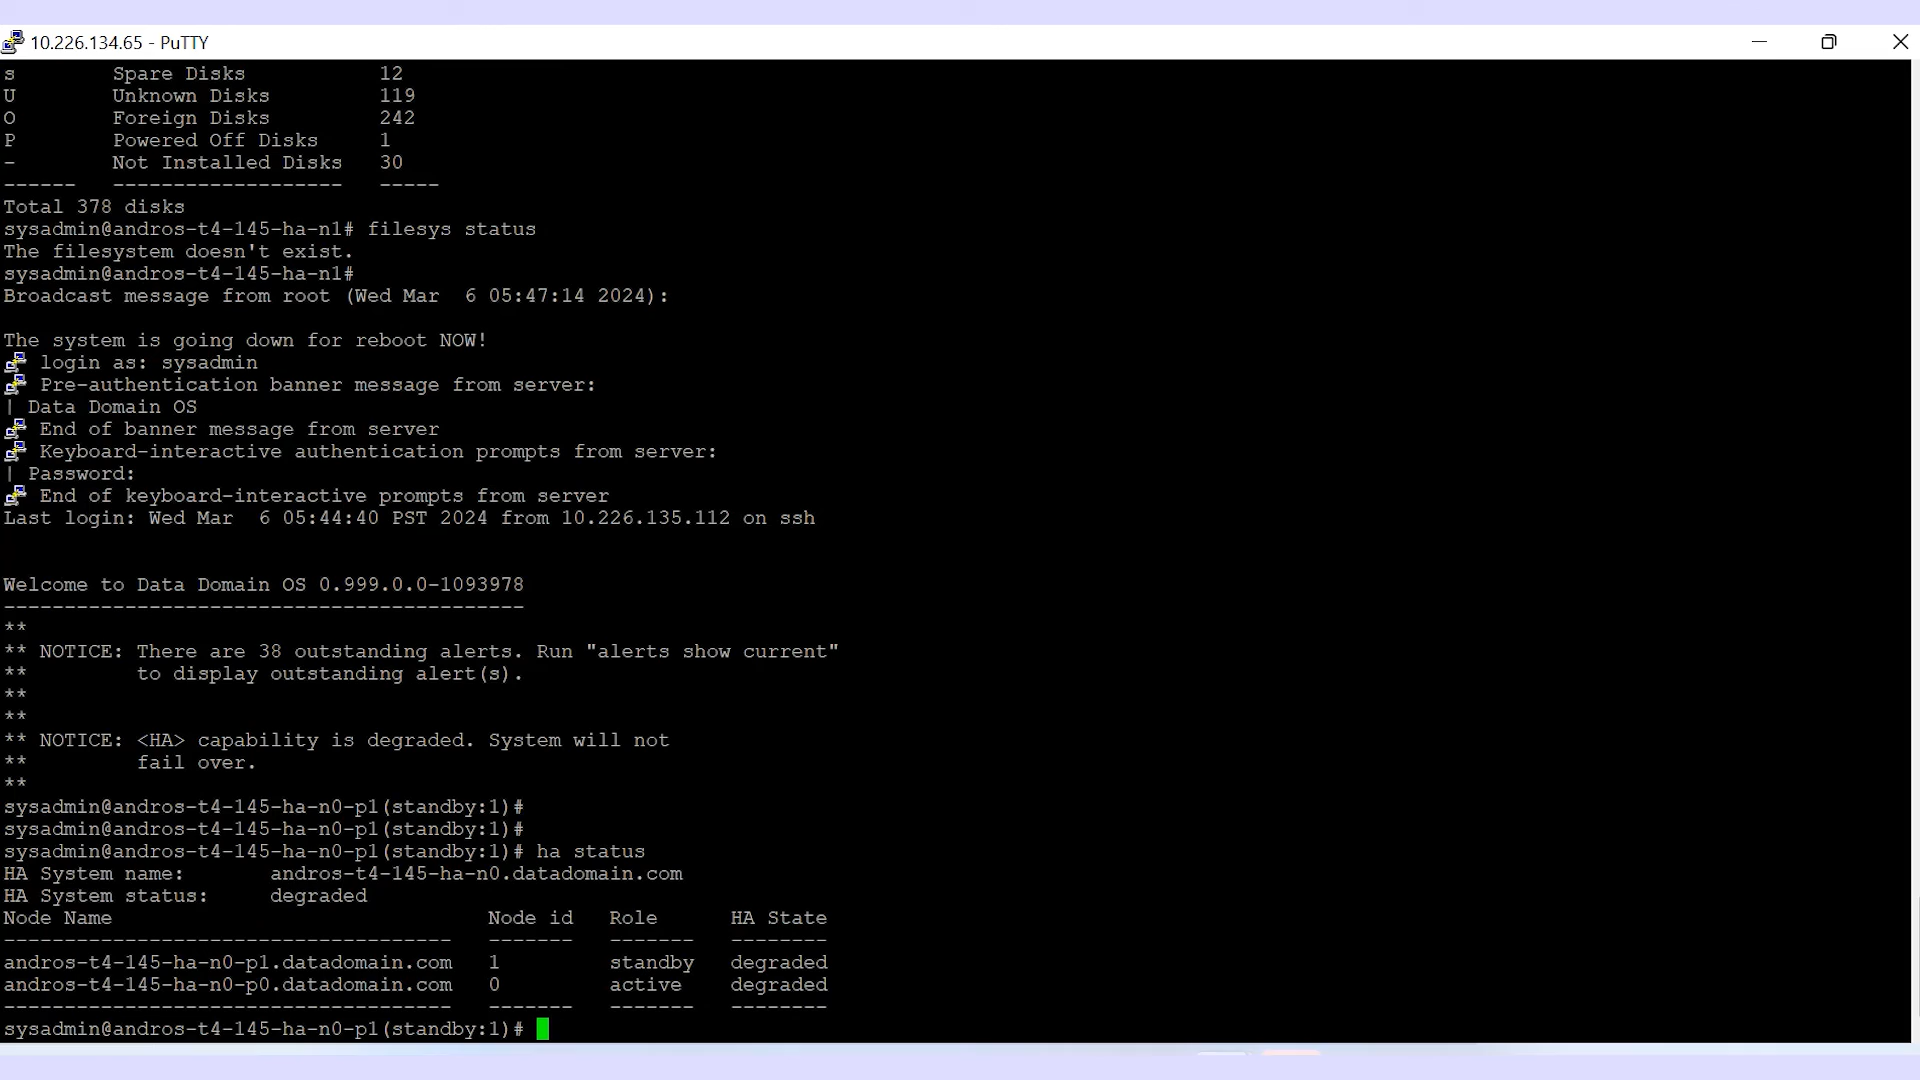 10.226.134.65 - PuTTY
s        Spare Disks           12
U        Unknown Disks         119
O        Foreign Disks         242
P        Powered Off Disks     1
-        Not Installed Disks   30
------   -------------------   -----
Total 378 disks
sysadmin@andros-t4-145-ha-n1# filesys status
The filesystem doesn't exist.
sysadmin@andros-t4-145-ha-n1#
Broadcast message from root (Wed Mar  6 05:47:14 2024):
The system is going down for reboot NOW!
login as: sysadmin
Pre-authentication banner message from server:
| Data Domain OS
End of banner message from server
Keyboard-interactive authentication prompts from server:
| Password:
End of keyboard-interactive prompts from server
Last login: Wed Mar  6 05:44:40 PST 2024 from 10.226.135.112 on ssh
Welcome to Data Domain OS 0.999.0.0-1093978
-------------------------------------------
**
** NOTICE: There are 38 outstanding alerts. Run "alerts show current"
**         to display outstanding alert(s).
**
**
** NOTICE: <HA> capability is degraded. System will not
**         fail over.
**
sysadmin@andros-t4-145-ha-n0-p1(standby:1)#
sysadmin@andros-t4-145-ha-n0-p1(standby:1)#
sysadmin@andros-t4-145-ha-n0-p1(standby:1)# ha status
HA System name:       andros-t4-145-ha-n0.datadomain.com
HA System status:     degraded
Node Name                               Node id   Role      HA State
-------------------------------------   -------   -------   --------
andros-t4-145-ha-n0-p1.datadomain.com   1         standby   degraded
andros-t4-145-ha-n0-p0.datadomain.com   0         active    degraded
-------------------------------------   -------   -------   --------
sysadmin@andros-t4-145-ha-n0-p1(standby:1)#